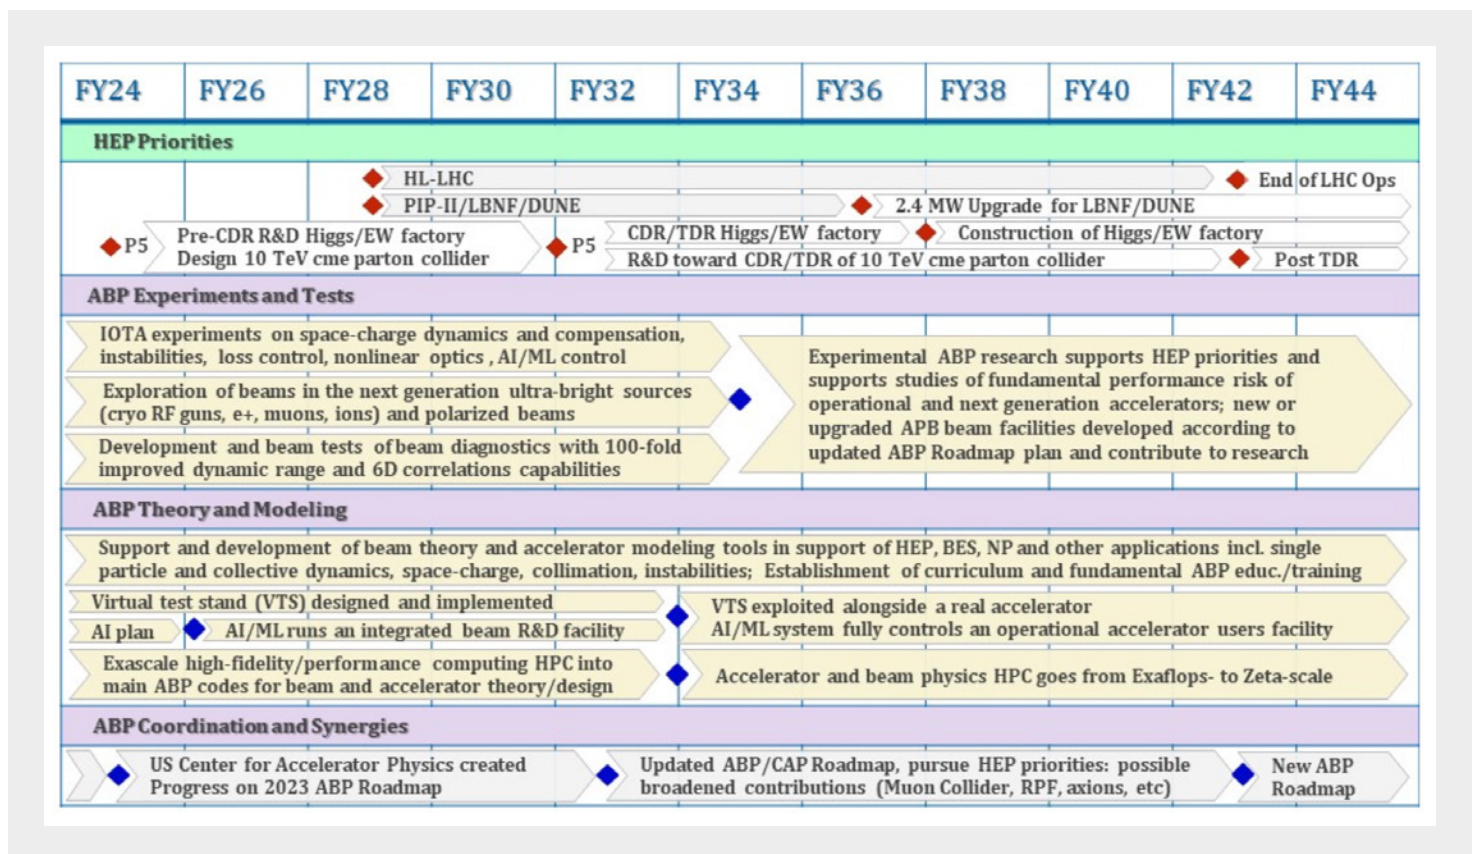 FY24 FY26 FY28 FY30 FY32 FY34 FY36 FY38 FY40 FY42 FY44
HEP Priorities
HL-LHC
End of LHC Ops
PIP-II/LBNF/DUNE
2.4 MW Upgrade for LBNF/DUNE
P5
Pre-CDR R&D Higgs/EW factory
Design 10 TeV cme parton collider
P5
CDR/TDR Higgs/EW factory
Construction of Higgs/EW factory
R&D toward CDR/TDR of 10 TeV cme parton collider
Post TDR
ABP Experiments and Tests
IOTA experiments on space-charge dynamics and compensation,
instabilities, loss control, nonlinear optics , AI/ML control
Exploration of beams in the next generation ultra-bright sources
(cryo RF guns, e+, muons, ions) and polarized beams
Development and beam tests of beam diagnostics with 100-fold
improved dynamic range and 6D correlations capabilities
Experimental ABP research supports HEP priorities and
supports studies of fundamental performance risk of
operational and next generation accelerators; new or
upgraded APB beam facilities developed according to
updated ABP Roadmap plan and contribute to research
ABP Theory and Modeling
Support and development of beam theory and accelerator modeling tools in support of HEP, BES, NP and other applications incl. single
particle and collective dynamics, space-charge, collimation, instabilities; Establishment of curriculum and fundamental ABP educ./training
Virtual test stand (VTS) designed and implemented
AI plan
AI/ML runs an integrated beam R&D facility
VTS exploited alongside a real accelerator
AI/ML system fully controls an operational accelerator users facility
Exascale high-fidelity/performance computing HPC into
main ABP codes for beam and accelerator theory/design
Accelerator and beam physics HPC goes from Exaflops- to Zeta-scale
ABP Coordination and Synergies
US Center for Accelerator Physics created
Progress on 2023 ABP Roadmap
Updated ABP/CAP Roadmap, pursue HEP priorities: possible
broadened contributions (Muon Collider, RPF, axions, etc)
New ABP
Roadmap